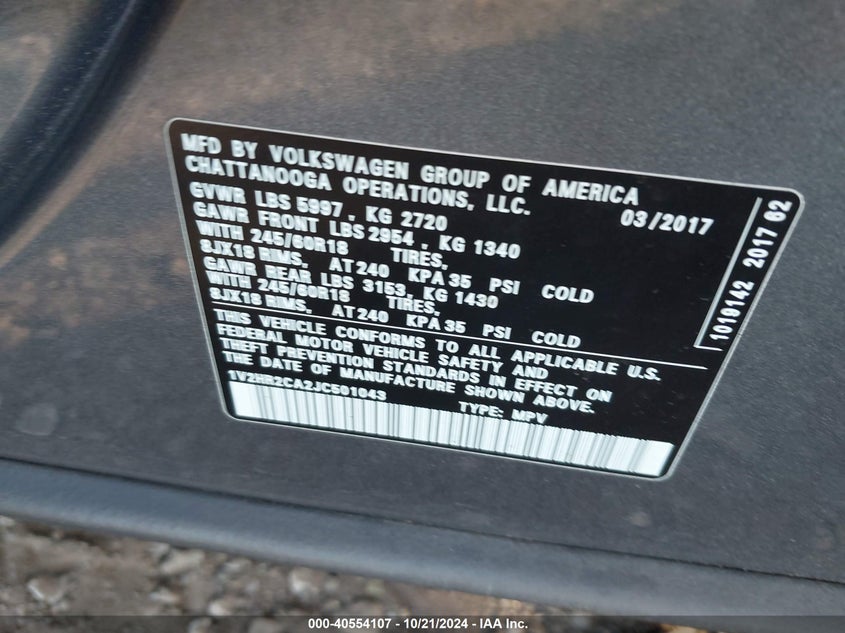 MFD BY VOLKSWAGEN GROUP OF AMERICA
CHATTANOOGA OPERATIONS, LLC.
03/2017
GVWR LBS 5997 , KG 2720
GAWR FRONT LBS 2954 , KG 1340
WITH 245/60R18 TIRES,
8JX18 RIMS, AT 240 KPA 35 PSI COLD
GAWR REAR LBS 3153, KG 1430
WITH 245/60R18 TIRES,
8JX18 RIMS, AT 240 KPA 35 PSI COLD
THIS VEHICLE CONFORMS TO ALL APPLICABLE U.S.
FEDERAL MOTOR VEHICLE SAFETY AND
THEFT PREVENTION STANDARDS IN EFFECT ON
THE DATE OF MANUFACTURE SHOWN ABOVE.
1V2HR2CA2JC501043 TYPE: MPV
1019142 2017 62
000-40554107 - 10/21/2024 - IAA Inc.